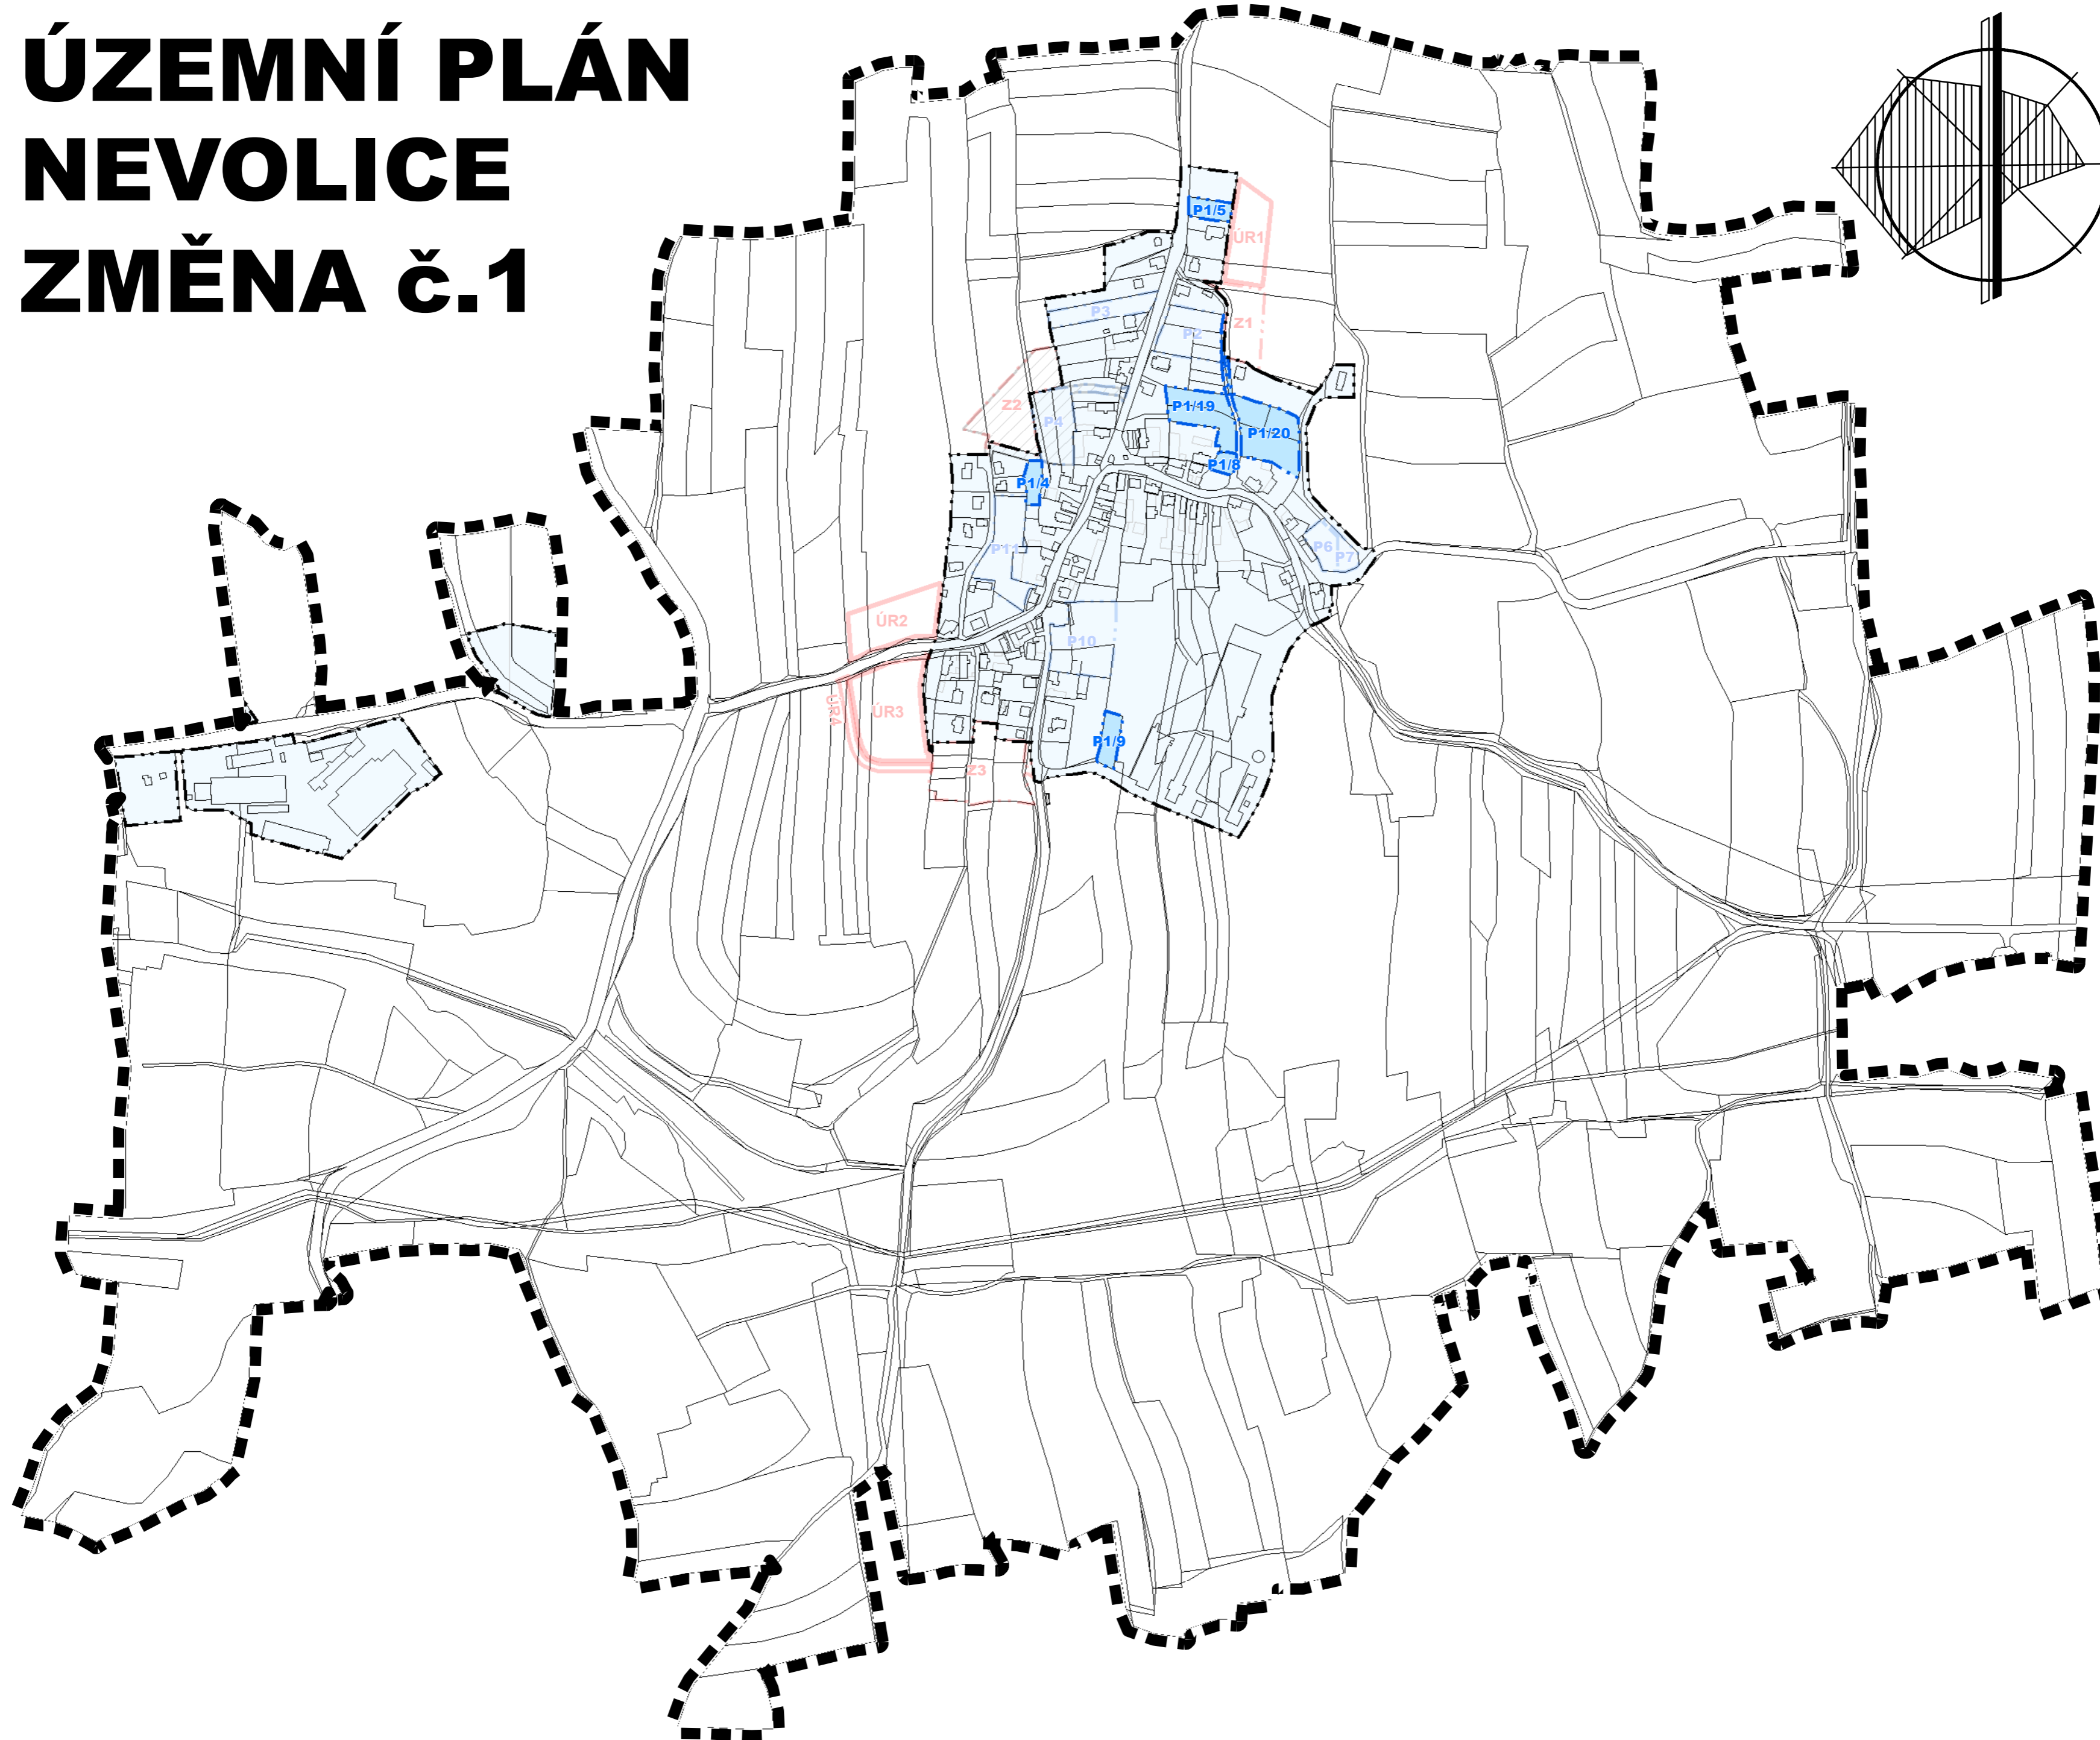 ÚZEMNÍ PLÁN
NEVOLICE
ZMĚNA č.1
P1/5
ÚR1
P3
Z1
P2
Z2
P1/19
P4
P1/20
P1/8
P1/4
P11
P6
P7
ÚR2
P10
ÚR4
ÚR3
P1/9
Z3